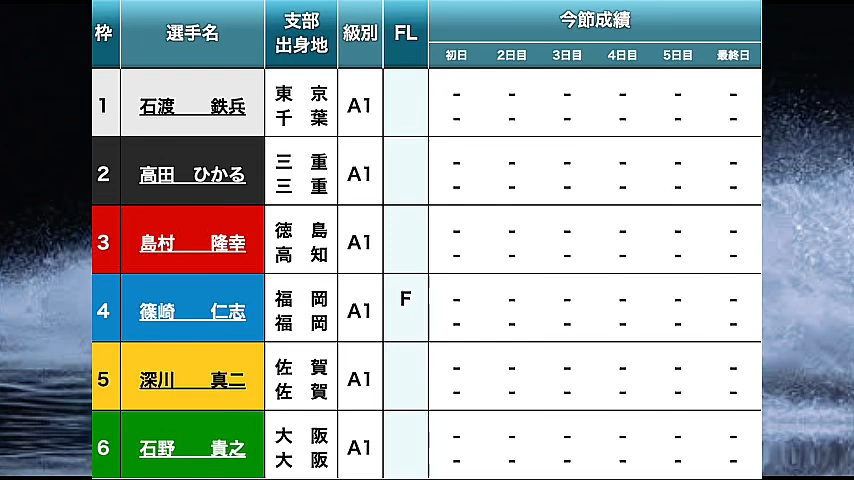 枠 選手名 支部 出身地 級別 FL 今節成績
初日 2日目 3日目 4日目 5日目 最終日
1 石渡 鉄兵 東京 A1 - - - - - -
千葉 - - - - - -
2 高田 ひかる 三重 A1 - - - - - -
三重 - - - - - -
3 島村 隆幸 徳島 A1 - - - - - -
高知 - - - - - -
4 篠崎 仁志 福岡 A1 F - - - - - -
福岡 - - - - - -
5 深川 真二 佐賀 A1 - - - - - -
佐賀 - - - - - -
6 石野 貴之 大阪 A1 - - - - - -
大阪 - - - - - -